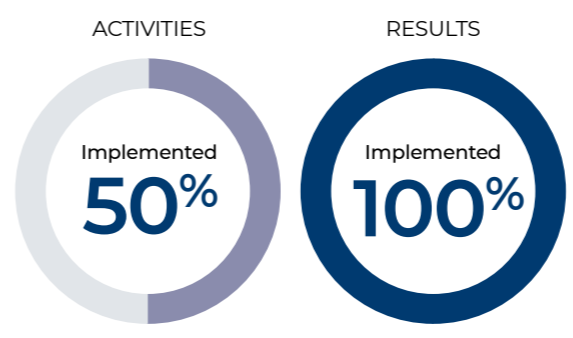 ACTIVITIES
Implemented
50%
RESULTS
Implemented
100%